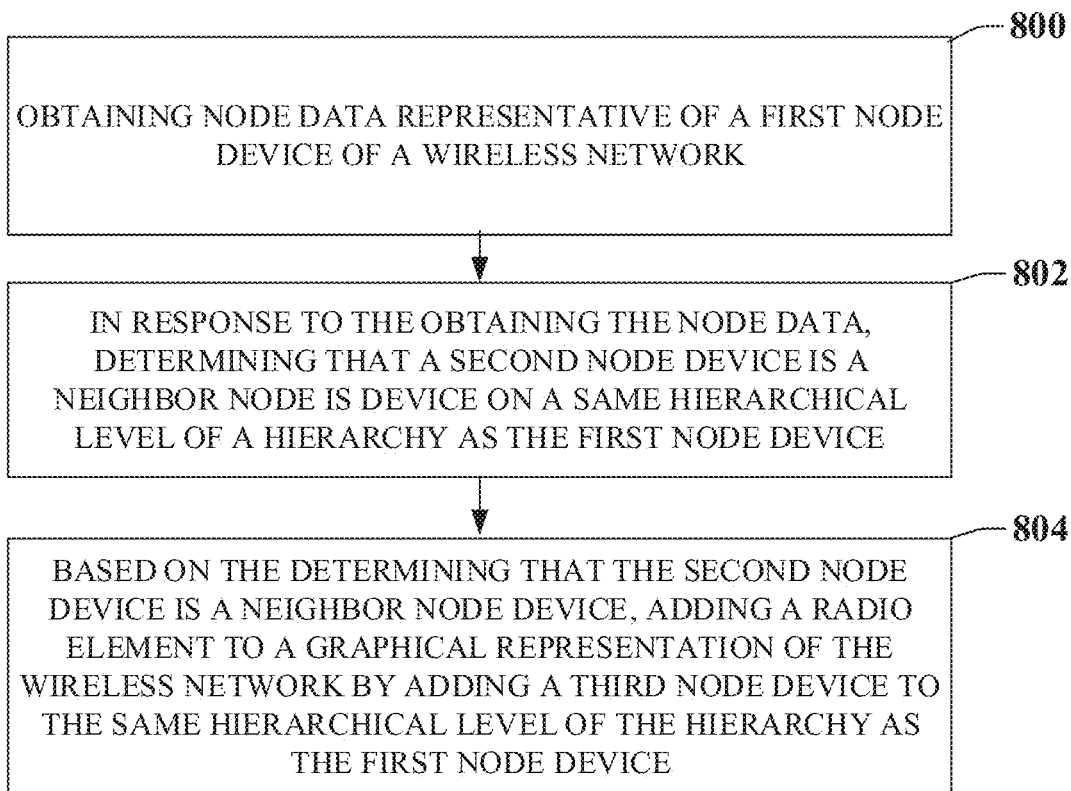 800
OBTAINING NODE DATA REPRESENTATIVE OF A FIRST NODE
DEVICE OF A WIRELESS NETWORK
802
IN RESPONSE TO THE OBTAINING THE NODE DATA,
DETERMINING THAT A SECOND NODE DEVICE IS A
NEIGHBOR NODE IS DEVICE ON A SAME HIERARCHICAL
LEVEL OF A HIERARCHY AS THE FIRST NODE DEVICE
804
BASED ON THE DETERMINING THAT THE SECOND NODE
DEVICE IS A NEIGHBOR NODE DEVICE, ADDING A RADIO
ELEMENT TO A GRAPHICAL REPRESENTATION OF THE
WIRELESS NETWORK BY ADDING A THIRD NODE DEVICE TO
THE SAME HIERARCHICAL LEVEL OF THE HIERARCHY AS
THE FIRST NODE DEVICE